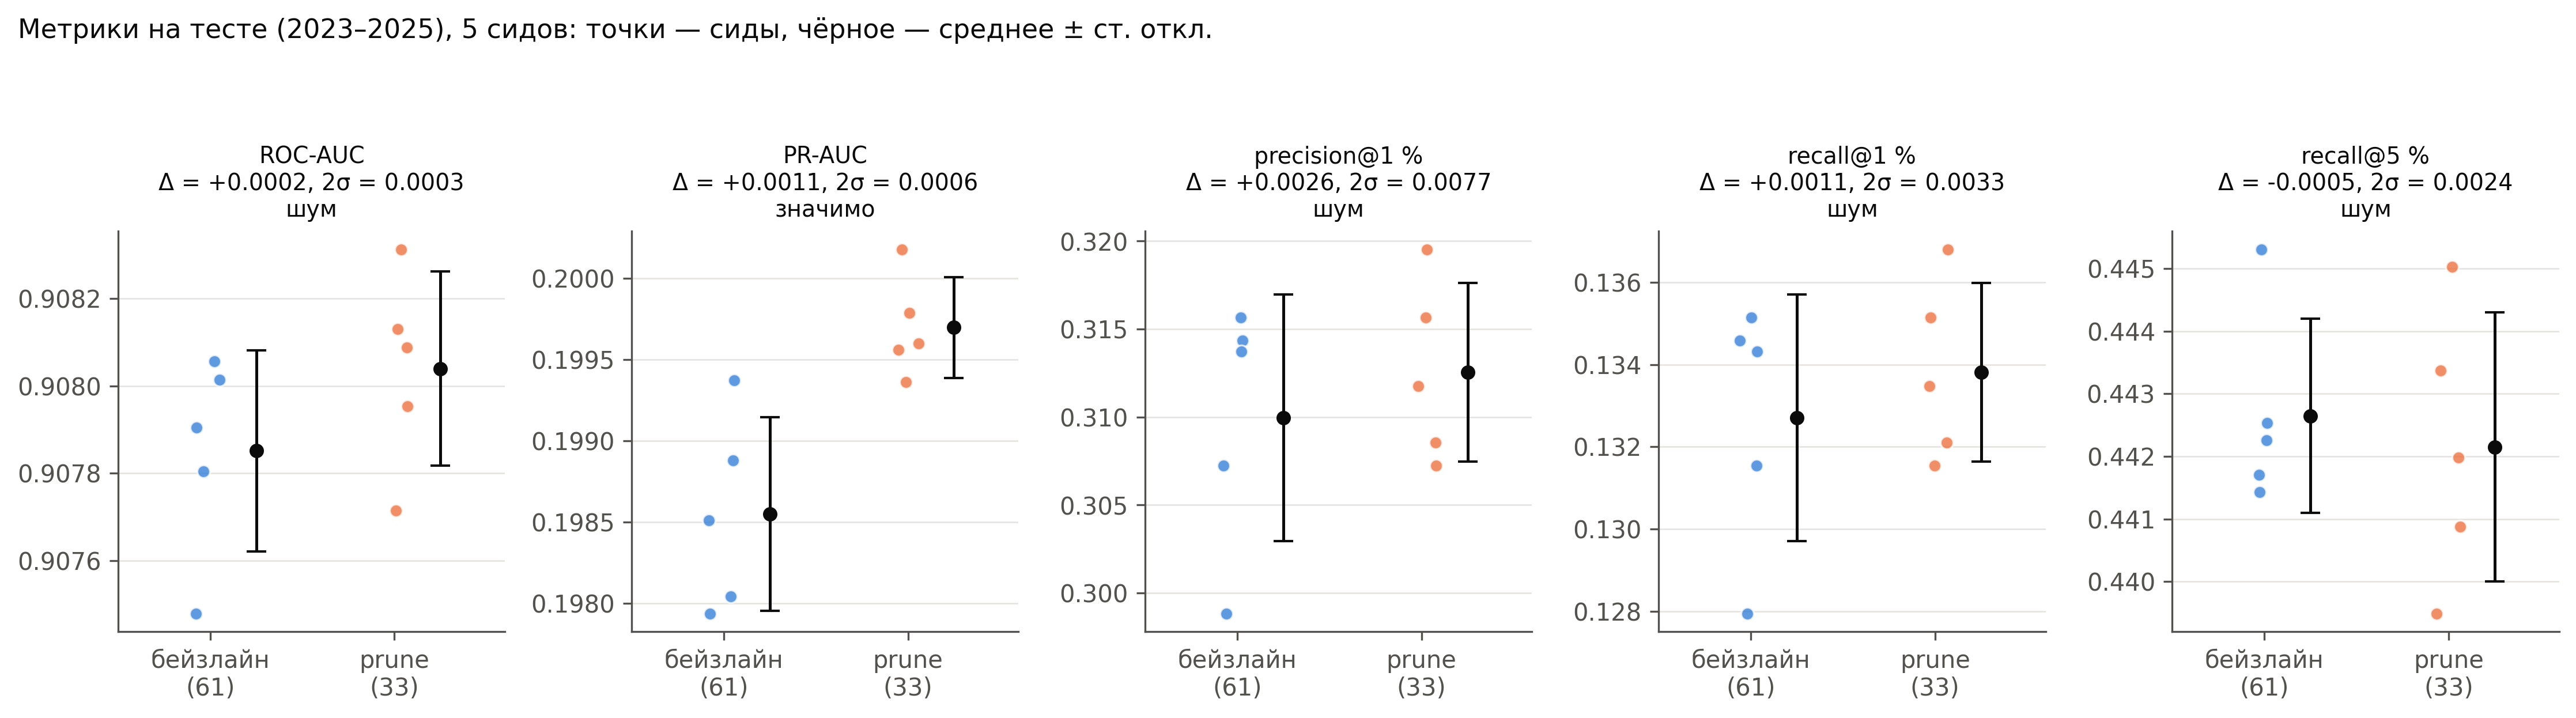 Метрики на тесте (2023–2025), 5 сидов: точки — сиды, чёрное — среднее ± ст. откл.
ROC-AUC
Δ = +0.0002, 2σ = 0.0003
шум
0.9082
0.9080
0.9078
0.9076
бейзлайн
(61)
prune
(33)
PR-AUC
Δ = +0.0011, 2σ = 0.0006
значимо
0.2000
0.1995
0.1990
0.1985
0.1980
бейзлайн
(61)
prune
(33)
precision@1 %
Δ = +0.0026, 2σ = 0.0077
шум
0.320
0.315
0.310
0.305
0.300
бейзлайн
(61)
prune
(33)
recall@1 %
Δ = +0.0011, 2σ = 0.0033
шум
0.136
0.134
0.132
0.130
0.128
бейзлайн
(61)
prune
(33)
recall@5 %
Δ = -0.0005, 2σ = 0.0024
шум
0.445
0.444
0.443
0.442
0.441
0.440
бейзлайн
(61)
prune
(33)